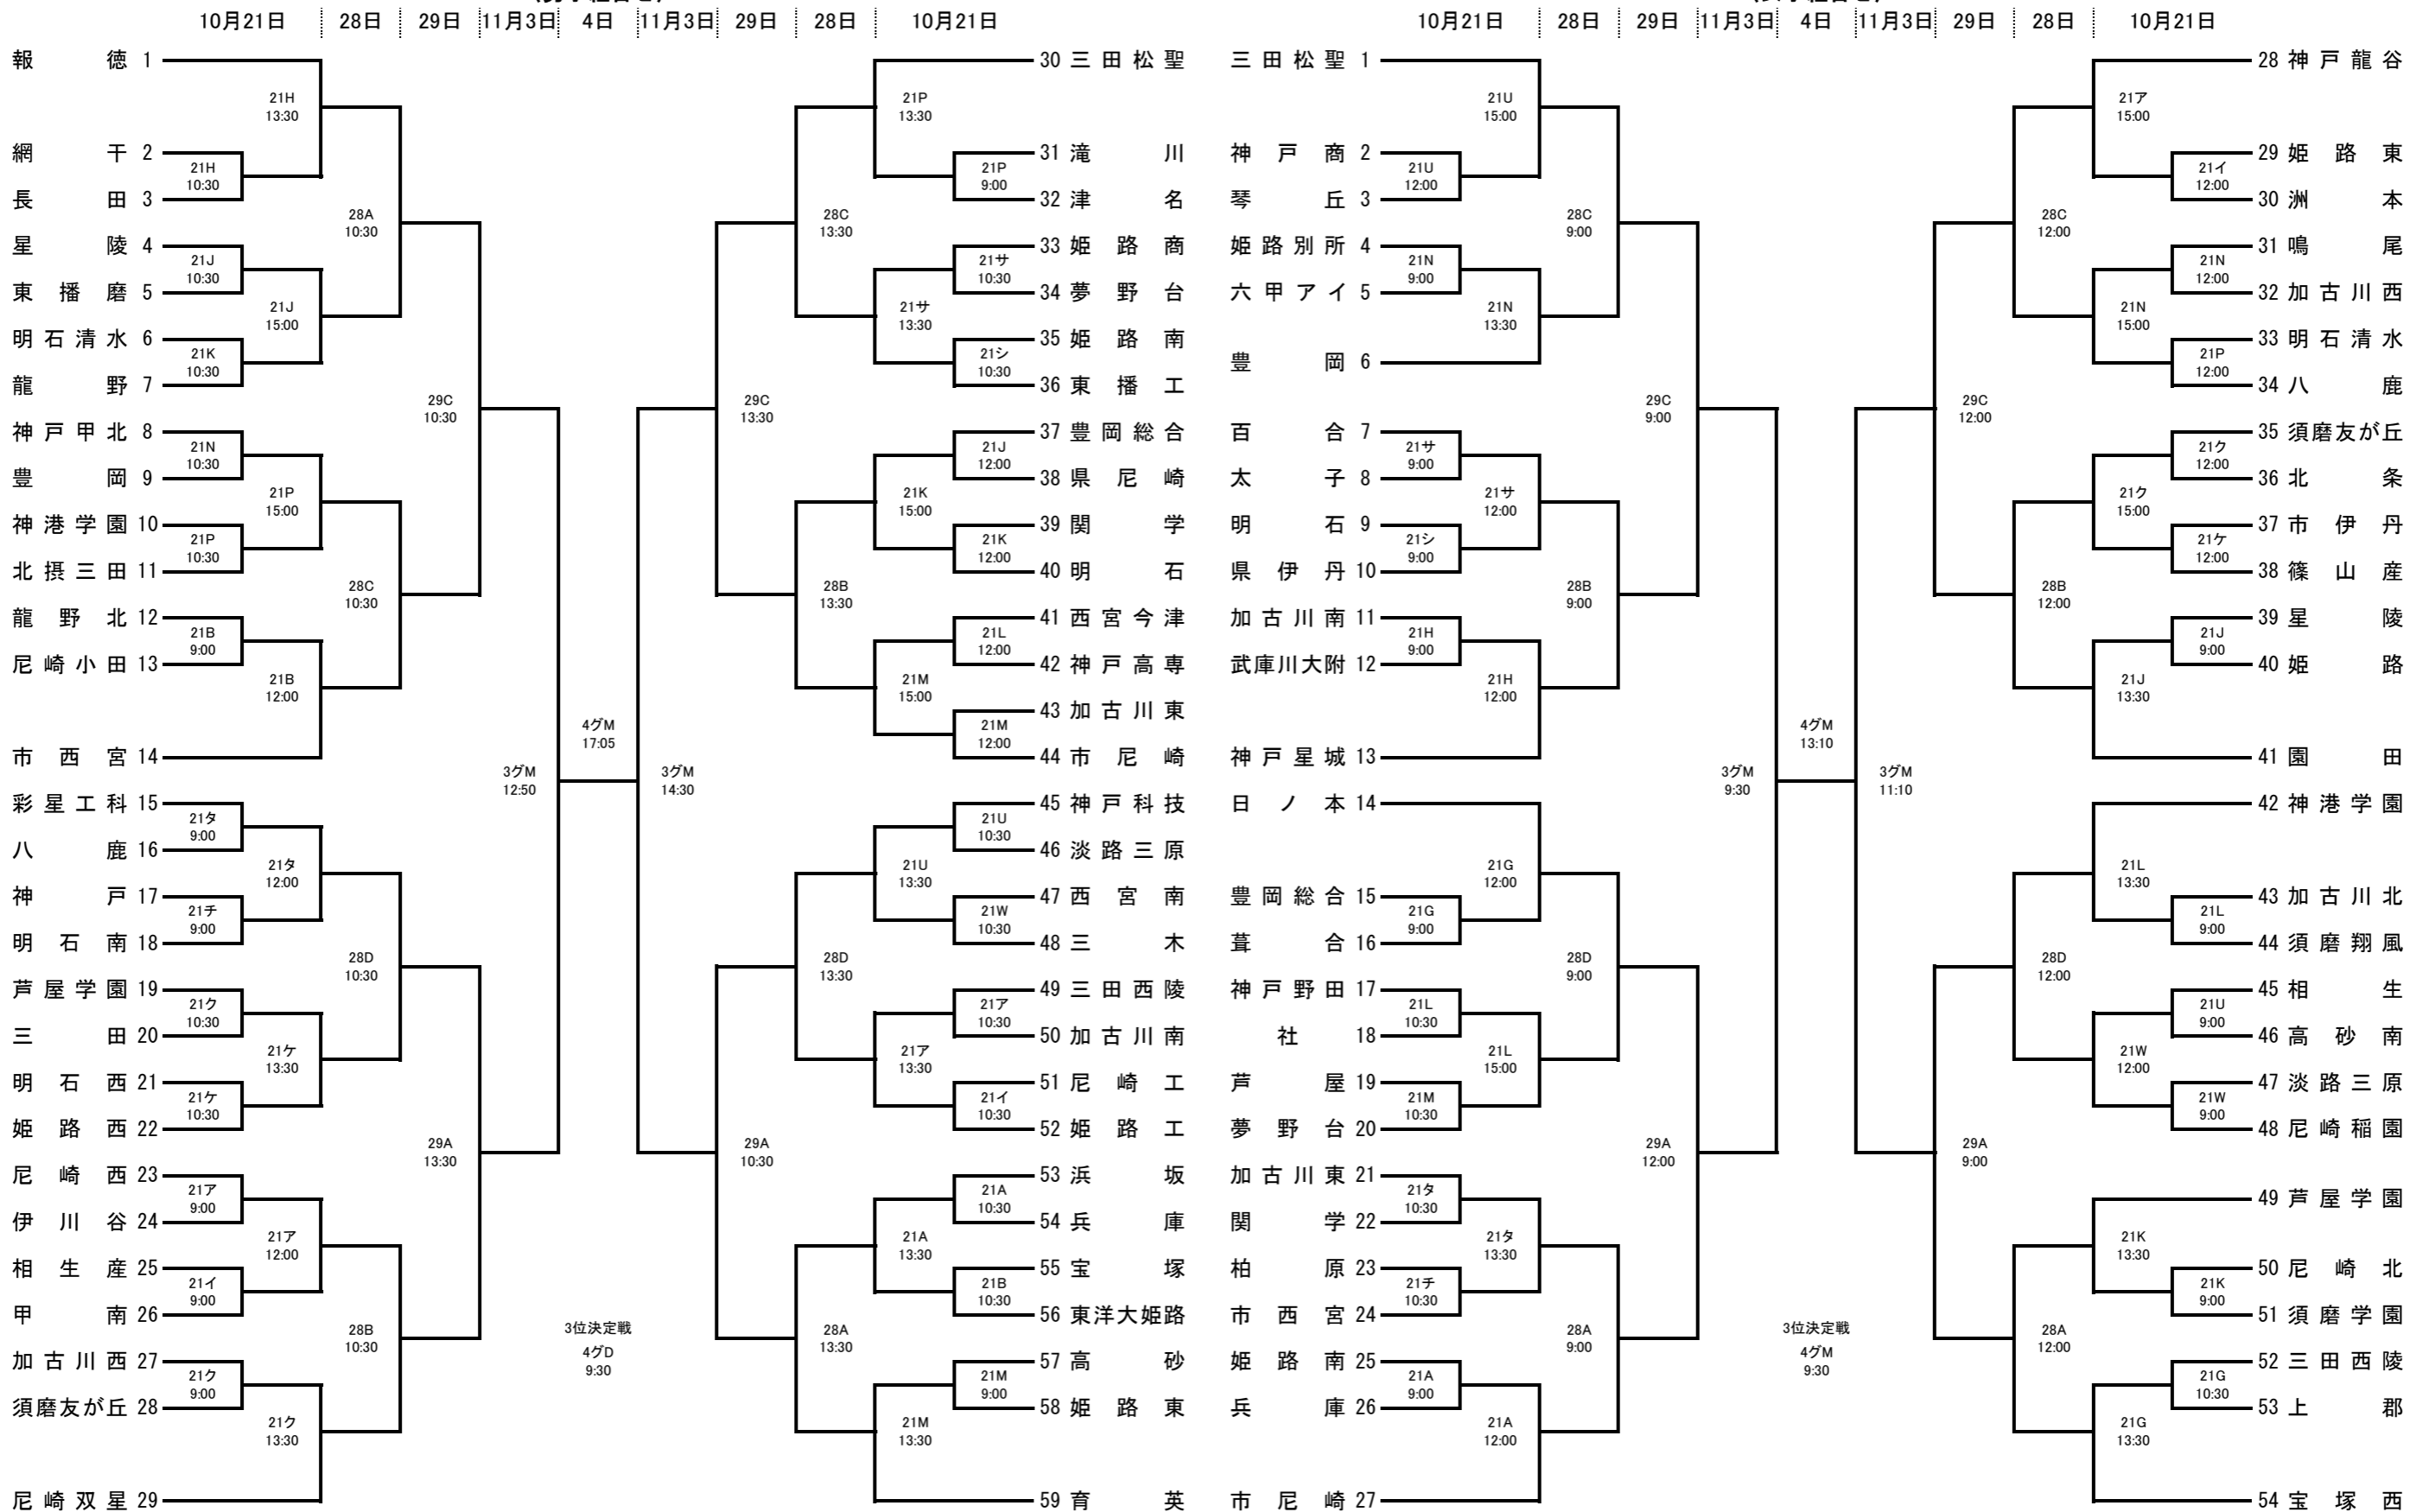 10月21日 28日 29日 11月3日 4日 11月3日 29日 28日 10月21日
報徳 1
21H
13:30
網干 2
21H
10:30
長田 3
28A
10:30
星陵 4
21J
10:30
東播磨 5
21J
15:00
明石清水 6
21K
10:30
龍野 7
29C
10:30
神戸甲北 8
21N
10:30
豊岡 9
21P
15:00
神港学園 10
21P
10:30
北摂三田 11
28C
10:30
龍野北 12
21B
9:00
尼崎小田 13
21B
12:00
市西宮 14
3グM
12:50
4グM
17:05
3グM
14:30
彩星工科 15
21タ
9:00
八鹿 16
21タ
12:00
神戸 17
21チ
9:00
明石南 18
28D
10:30
芦屋学園 19
21ク
10:30
三田 20
21ケ
13:30
明石西 21
21ケ
10:30
姫路西 22
29A
13:30
尼崎西 23
21ア
9:00
伊川谷 24
21ア
12:00
相生産 25
21イ
9:00
甲南 26
28B
10:30
3位決定戦
4グD
9:30
加古川西 27
21ク
9:00
須磨友が丘 28
21ク
13:30
尼崎双星 29
30 三田松聖
21P
13:30
31 滝川
21P
9:00
32 津名
28C
13:30
33 姫路商
21サ
10:30
34 夢野台
21サ
13:30
35 姫路南
21シ
10:30
36 東播工
29C
13:30
37 豊岡総合
21J
12:00
38 県尼崎
21K
15:00
39 関学
21K
12:00
40 明石
28B
13:30
41 西宮今津
21L
12:00
42 神戸高専
21M
15:00
43 加古川東
21M
12:00
44 市尼崎
45 神戸科技
21U
10:30
46 淡路三原
21U
13:30
47 西宮南
21W
10:30
48 三木
28D
13:30
49 三田西陵
21ア
10:30
50 加古川南
21ア
13:30
51 尼崎工
21イ
10:30
52 姫路工
29A
10:30
53 浜坂
21A
10:30
54 兵庫
21A
13:30
55 宝塚
21B
10:30
56 東洋大姫路
28A
13:30
57 高砂
21M
9:00
58 姫路東
21M
13:30
59 育英
10月21日 28日 29日 11月3日 4日 11月3日 29日 28日 10月21日
三田松聖 1
21U
15:00
神戸商 2
21U
12:00
琴丘 3
28C
9:00
姫路別所 4
21N
9:00
六甲アイ 5
21N
13:30
豊岡 6
29C
9:00
百合 7
21サ
9:00
太子 8
21サ
12:00
明石 9
21シ
9:00
県伊丹 10
28B
9:00
加古川南 11
21H
9:00
武庫川大附 12
21H
12:00
神戸星城 13
3グM
9:30
4グM
13:10
3グM
11:10
日ノ本 14
21G
12:00
豊岡総合 15
21G
9:00
葺合 16
28D
9:00
神戸野田 17
21L
10:30
社 18
21L
15:00
芦屋 19
21M
10:30
夢野台 20
29A
12:00
加古川東 21
21タ
10:30
関学 22
21タ
13:30
柏原 23
21チ
10:30
市西宮 24
28A
9:00
3位決定戦
4グM
9:30
姫路南 25
21A
9:00
兵庫 26
21A
12:00
市尼崎 27
28 神戸龍谷
21ア
15:00
29 姫路東
21イ
12:00
30 洲本
28C
12:00
31 鳴尾
21N
12:00
32 加古川西
21N
15:00
33 明石清水
21P
12:00
34 八鹿
29C
12:00
35 須磨友が丘
21ク
12:00
36 北条
21ク
15:00
37 市伊丹
21ケ
12:00
38 篠山産
28B
12:00
39 星陵
21J
9:00
40 姫路
21J
13:30
41 園田
42 神港学園
21L
13:30
43 加古川北
21L
9:00
44 須磨翔風
28D
12:00
45 相生
21U
9:00
46 高砂南
21W
12:00
47 淡路三原
21W
9:00
48 尼崎稲園
29A
9:00
49 芦屋学園
21K
13:30
50 尼崎北
21K
9:00
51 須磨学園
28A
12:00
52 三田西陵
21G
10:30
53 上郡
21G
13:30
54 宝塚西